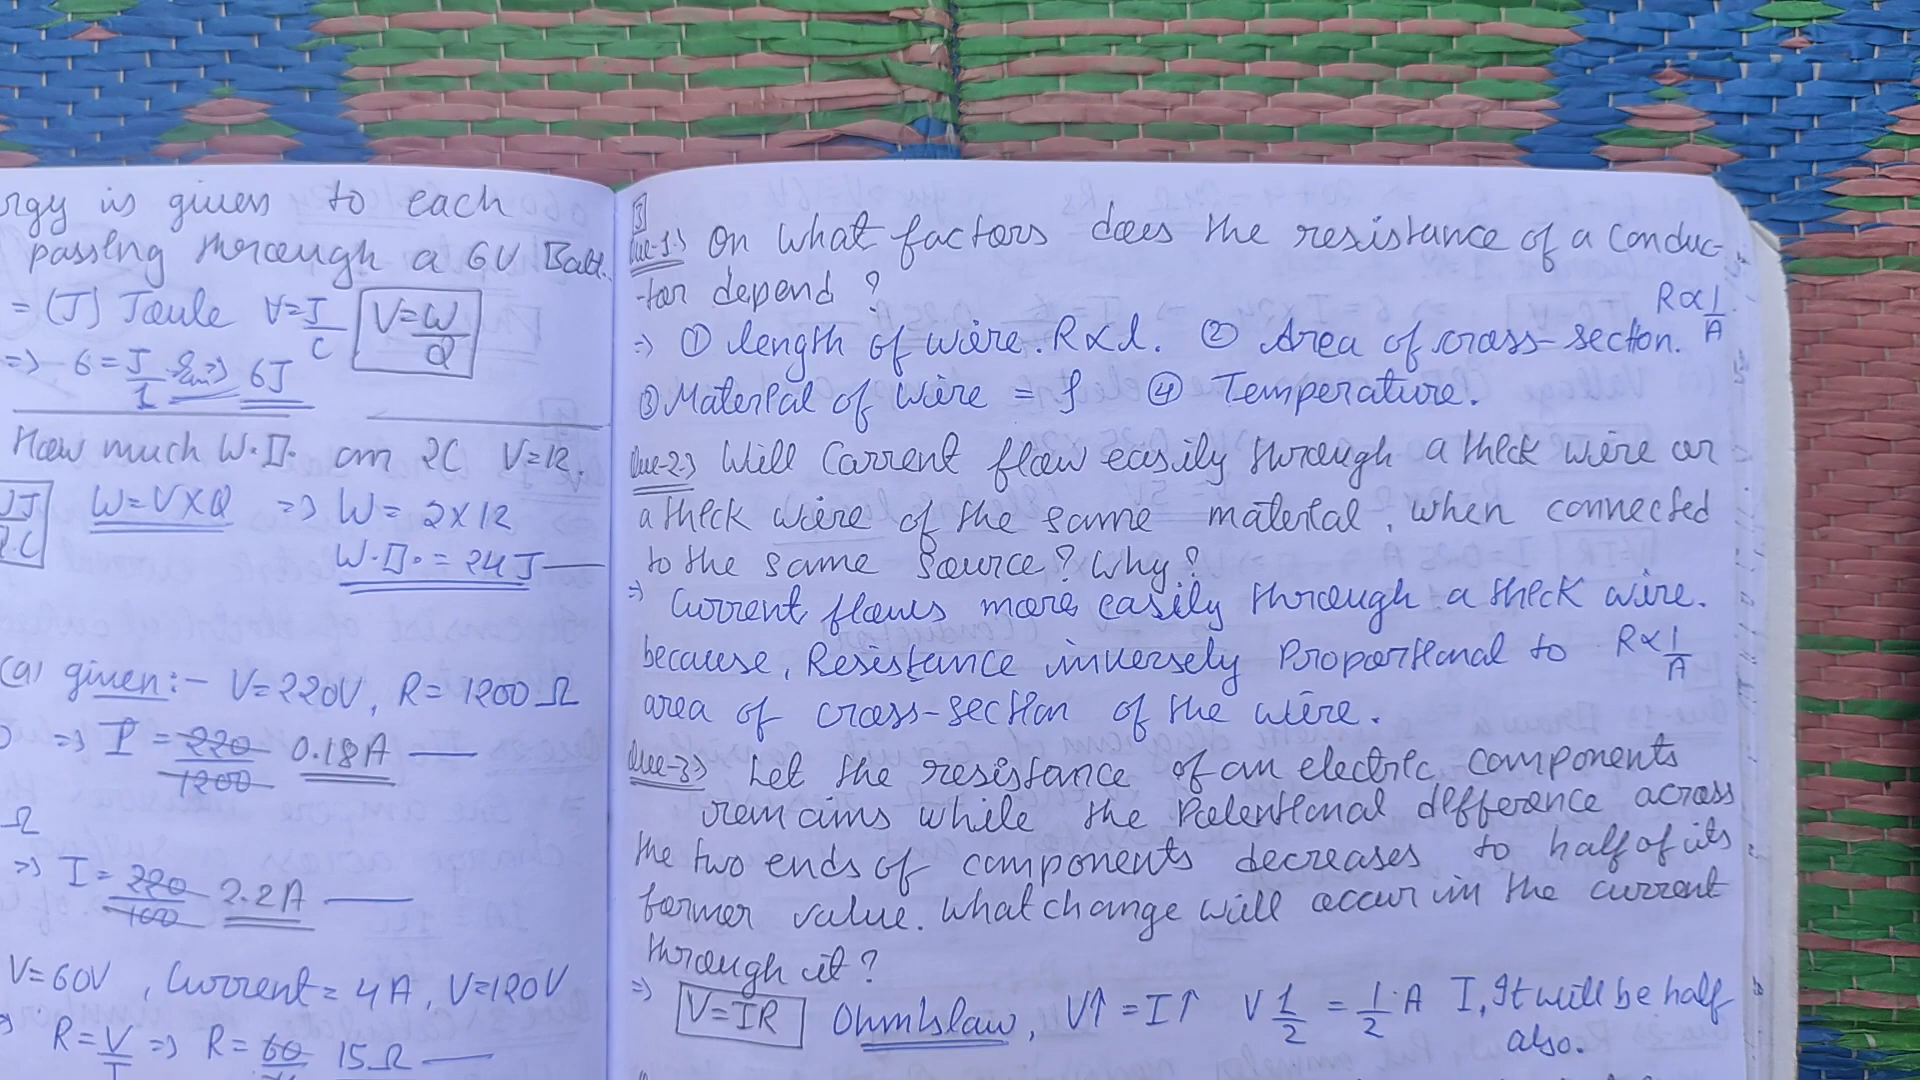 rgy is given to each
passing through a 6V Batt.
= (J) Joule V=J/C V=W/Q
=> 6=J/1 6J
How much W.D. on 2C V=12.
W=V×Q => W= 2×12
W.D. = 24J
(a) given:- V=220V, R=1200Ω
=> I = 220/1200 0.18A
Ω
=> I = 220/100 2.2A
V=60V, Current=4A, V=120V
R=V/I => R=60 15Ω
3
Que-1-> On what factors does the resistance of a conduc-
-tor depend?
R∝1/A
=> ① length of wire. R∝l. ② Area of cross-secton.
③ Material of wire = ④ Temperature.
Que-2-> Will Current flow easily through a theck wire or
a theck wire of the same material, when connected
to the same source? Why?
=> Current flows more easily through a theck wire.
because, Resistance inversely Proportional to R∝1/A
area of cross-section of the wire.
Que-3-> Let the resistance of an electric components
remains while the Potentional difference across
the two ends of components decreases to half of its
former value. What change will occur in the current
through it?
=> V=IR Ohm's law, V↑ = I↑ V 1/2 = 1/2 A I, It will be half
also.